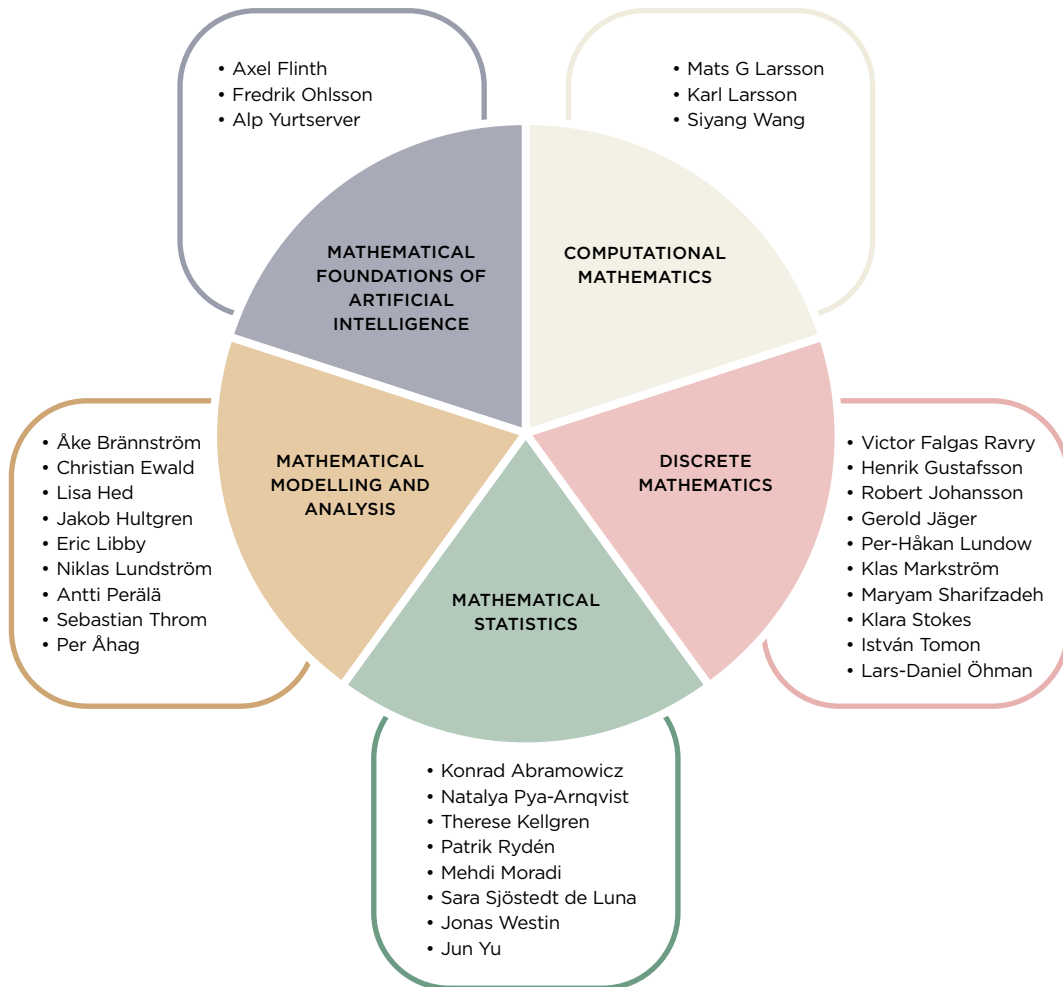 • Axel Flinth
• Fredrik Ohlsson
• Alp Yurtserver
• Mats G Larsson
• Karl Larsson
• Siyang Wang
MATHEMATICAL
FOUNDATIONS OF
ARTIFICIAL
INTELLIGENCE
COMPUTATIONAL
MATHEMATICS
• Åke Brännström
• Christian Ewald
• Lisa Hed
• Jakob Hultgren
• Eric Libby
• Niklas Lundström
• Antti Perälä
• Sebastian Throm
• Per Åhag
MATHEMATICAL
MODELLING AND
ANALYSIS
DISCRETE
MATHEMATICS
• Victor Falgas Ravry
• Henrik Gustafsson
• Robert Johansson
• Gerold Jäger
• Per-Håkan Lundow
• Klas Markström
• Maryam Sharifzadeh
• Klara Stokes
• István Tomon
• Lars-Daniel Öhman
MATHEMATICAL
STATISTICS
• Konrad Abramowicz
• Natalya Pya-Arnqvist
• Therese Kellgren
• Patrik Rydén
• Mehdi Moradi
• Sara Sjöstedt de Luna
• Jonas Westin
• Jun Yu